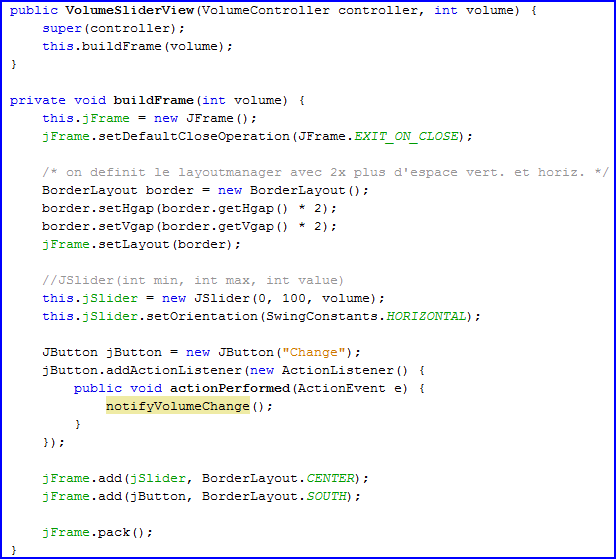 public VolumeSliderView(VolumeController controller, int volume) {
    super(controller);
    this.buildFrame(volume);
}

private void buildFrame(int volume) {
    this.jFrame = new JFrame();
    jFrame.setDefaultCloseOperation(JFrame.EXIT_ON_CLOSE);

    /* on definit le layoutmanager avec 2x plus d'espace vert. et horiz. */
    BorderLayout border = new BorderLayout();
    border.setHgap(border.getHgap() * 2);
    border.setVgap(border.getVgap() * 2);
    jFrame.setLayout(border);

    //JSlider(int min, int max, int value)
    this.jSlider = new JSlider(0, 100, volume);
    this.jSlider.setOrientation(SwingConstants.HORIZONTAL);

    JButton jButton = new JButton("Change");
    jButton.addActionListener(new ActionListener() {
        public void actionPerformed(ActionEvent e) {
            notifyVolumeChange();
        }
    });

    jFrame.add(jSlider, BorderLayout.CENTER);
    jFrame.add(jButton, BorderLayout.SOUTH);

    jFrame.pack();
}